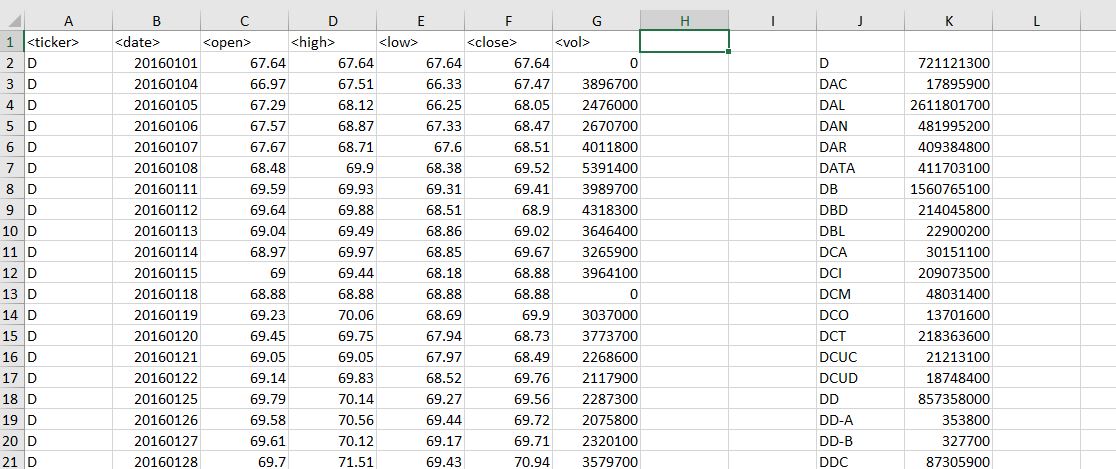 A B C D E F G H I J K L
1 <ticker> <date> <open> <high> <low> <close> <vol>
2 D 20160101 67.64 67.64 67.64 67.64 0 D 721121300
3 D 20160104 66.97 67.51 66.33 67.47 3896700 DAC 17895900
4 D 20160105 67.29 68.12 66.25 68.05 2476000 DAL 2611801700
5 D 20160106 67.57 68.87 67.33 68.47 2670700 DAN 481995200
6 D 20160107 67.67 68.71 67.6 68.51 4011800 DAR 409384800
7 D 20160108 68.48 69.9 68.38 69.52 5391400 DATA 411703100
8 D 20160111 69.59 69.93 69.31 69.41 3989700 DB 1560765100
9 D 20160112 69.64 69.88 68.51 68.9 4318300 DBD 214045800
10 D 20160113 69.04 69.49 68.86 69.02 3646400 DBL 22900200
11 D 20160114 68.97 69.97 68.85 69.67 3265900 DCA 30151100
12 D 20160115 69 69.44 68.18 68.88 3964100 DCI 209073500
13 D 20160118 68.88 68.88 68.88 68.88 0 DCM 48031400
14 D 20160119 69.23 70.06 68.69 69.9 3037000 DCO 13701600
15 D 20160120 69.45 69.75 67.94 68.73 3773700 DCT 218363600
16 D 20160121 69.05 69.05 67.97 68.49 2268600 DCUC 21213100
17 D 20160122 69.14 69.83 68.52 69.76 2117900 DCUD 18748400
18 D 20160125 69.79 70.14 69.27 69.56 2287300 DD 857358000
19 D 20160126 69.58 70.56 69.44 69.72 2075800 DD-A 353800
20 D 20160127 69.61 70.12 69.17 69.71 2320100 DD-B 327700
21 D 20160128 69.7 71.51 69.43 70.94 3579700 DDC 87305900